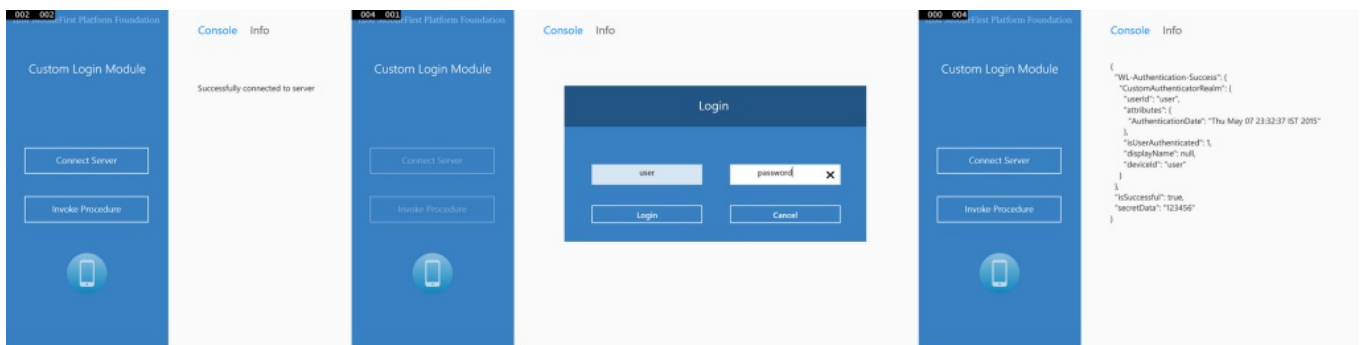 002 002
First Platform Foundation
Console Info
Custom Login Module
Successfully connected to server
Connect Server
Invoke Procedure
004 001
First Platform Foundation
Console Info
Custom Login Module
Login
Connect Server
user
password
Invoke Procedure
Login
Cancel
000 004
First Platform Foundation
Console Info
Custom Login Module
{
"WL-Authentication-Success": {
"CustomAuthenticatorRealm": {
"userId": "user",
"attributes": {
"AuthenticationDate": "Thu May 07 23:32:37 IST 2015"
},
"isUserAuthenticated": 1,
"displayName": null,
"deviceId": "user"
}
},
"isSuccessful": true,
"secretData": "123456"
}
Connect Server
Invoke Procedure